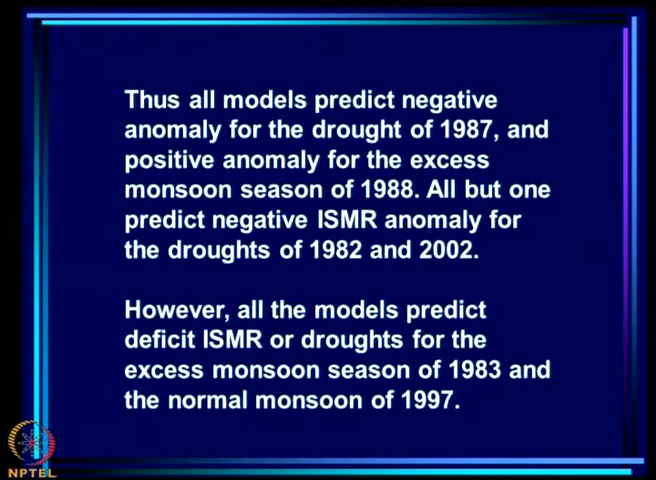 Thus all models predict negative
anomaly for the drought of 1987, and
positive anomaly for the excess
monsoon season of 1988. All but one
predict negative ISMR anomaly for
the droughts of 1982 and 2002.
However, all the models predict
deficit ISMR or droughts for the
excess monsoon season of 1983 and
the normal monsoon of 1997.
NPTEL